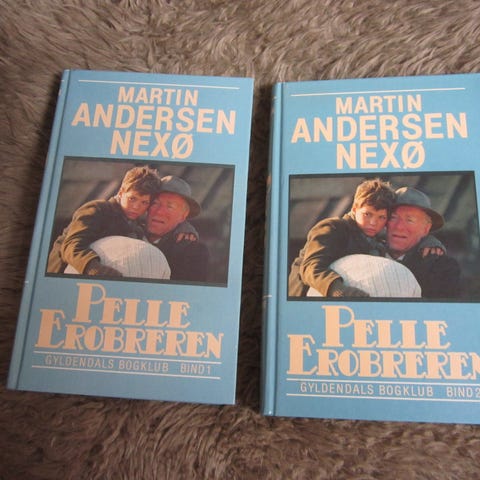 MARTIN
ANDERSEN
NEXØ
PELLE
EROBREREN
GYLDENDALS BOGKLUB BIND 1
MARTIN
ANDERSEN
NEXØ
PELLE
EROBREREN
GYLDENDALS BOGKLUB BIND 2